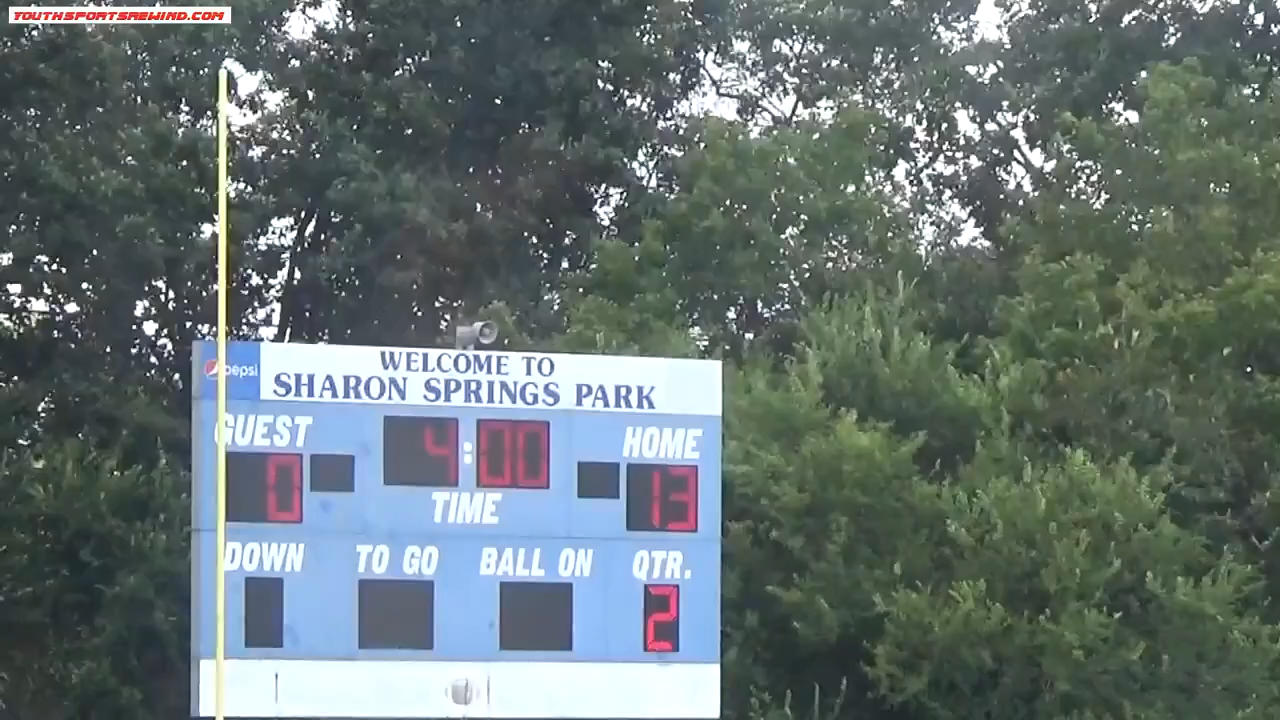 YOUTHSPORTSREWIND.COM
WELCOME TO
pepsi
SHARON SPRINGS PARK
GUEST
4:00
HOME
0
13
TIME
DOWN TO GO BALL ON QTR.
2